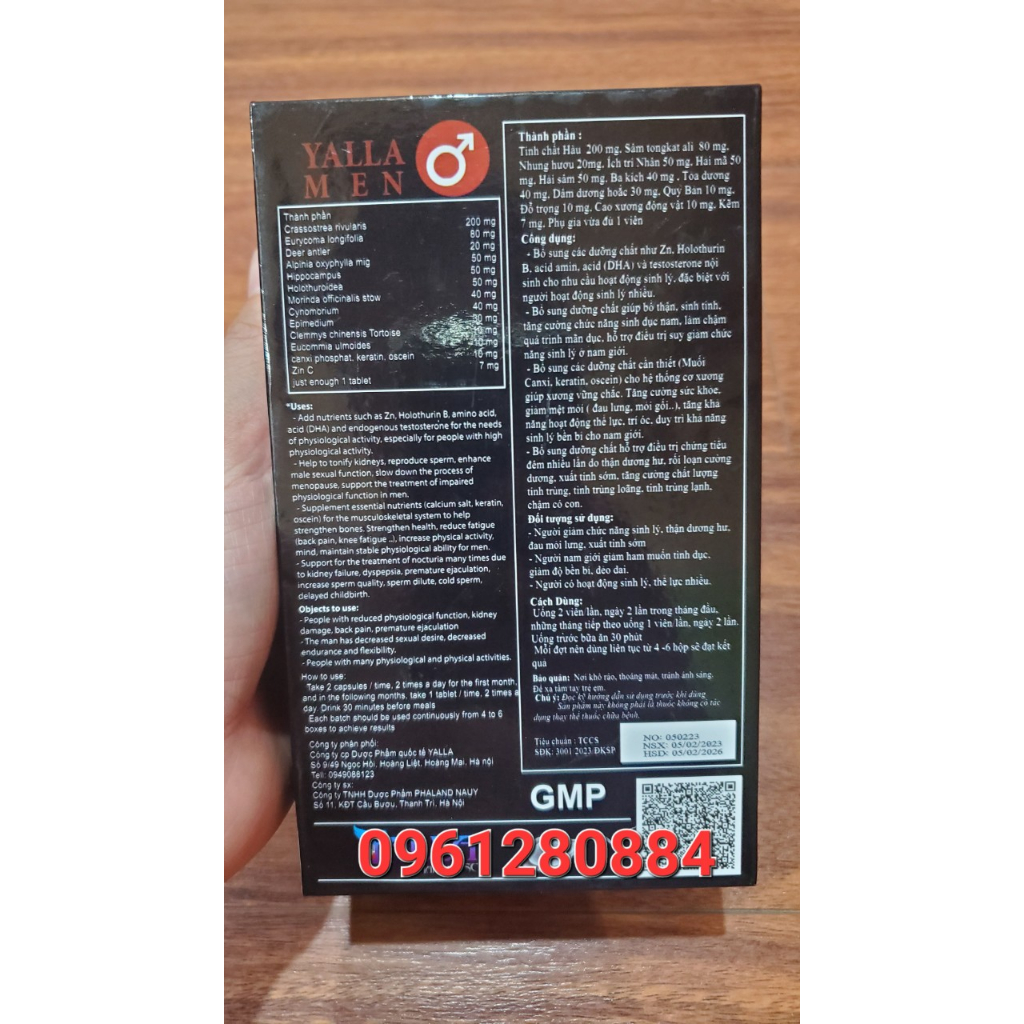 YALLA
MEN
Thành phần
Crassostrea rivularis 200 mg
Eurycoma longifolia 80 mg
Deer antler 20 mg
Alpinia oxyphylla mig 50 mg
Hippocampus 50 mg
Holothuroidea 50 mg
Morinda officinalis stow 40 mg
Cynomorium 40 mg
Epimedium 30 mg
Clemmys chinensis Tortoise 10 mg
Eucommia ulmoides 10 mg
canxi phosphat, keratin, oscein 10 mg
Zin C 7 mg
just enough 1 tablet
*Uses:
- Add nutrients such as Zn, Holothurin B, amino acid,
acid (DHA) and endogenous testosterone for the needs
of physiological activity, especially for people with high
physiological activity.
- Help to tonify kidneys, reproduce sperm, enhance
male sexual function, slow down the process of
menopause, support the treatment of impaired
physiological function in men.
- Supplement essential nutrients (calcium salt, keratin,
oscein) for the musculoskeletal system to help
strengthen bones. Strengthen health, reduce fatigue
(back pain, knee fatigue ..), increase physical activity,
mind, maintain stable physiological ability for men.
- Support for the treatment of nocturia many times due
to kidney failure, dyspepsia, premature ejaculation,
increase sperm quality, sperm dilute, cold sperm,
delayed childbirth.
Objects to use:
- People with reduced physiological function, kidney
damage, back pain, premature ejaculation
- The man has decreased sexual desire, decreased
endurance and flexibility.
- People with many physiological and physical activities.
How to use:
Take 2 capsules / time, 2 times a day for the first month,
and in the following months, take 1 tablet / time, 2 times a
day. Drink 30 minutes before meals
Each batch should be used continuously from 4 to 6
boxes to achieve results
Công ty phân phối:
Công ty cp Dược Phẩm quốc tế YALLA
Số 9/49 Ngọc Hồi, Hoàng Liệt, Hoàng Mai, Hà nội
Tell: 0949088123
Công ty sx:
Công ty TNHH Dược Phẩm PHALAND NAUY
Số 11, KĐT Cầu Bươu, Thanh Trì, Hà Nội
Thành phần :
Tinh chất Hàu 200 mg, Sâm tongkat ali 80 mg,
Nhung hươu 20mg, Ích trí Nhân 50 mg, Hải mã 50
mg, Hải sâm 50 mg, Ba kích 40 mg , Tỏa dương
40 mg, Dâm dương hoắc 30 mg, Quy Bản 10 mg,
Đỗ trọng 10 mg, Cao xương động vật 10 mg, Kẽm
7 mg, Phụ gia vừa đủ 1 viên
Công dụng:
- Bổ sung các dưỡng chất như Zn, Holothurin
B, acid amin, acid (DHA) và testosterone nội
sinh cho nhu cầu hoạt động sinh lý, đặc biệt với
người hoạt động sinh lý nhiều.
- Bổ sung dưỡng chất giúp bổ thận, sinh tinh,
tăng cường chức năng sinh dục nam, làm chậm
quá trình mãn dục, hỗ trợ điều trị suy giảm chức
năng sinh lý ở nam giới.
- Bổ sung các dưỡng chất cần thiết (Muối
Canxi, keratin, oscein) cho hệ thống cơ xương
giúp xương vững chắc. Tăng cường sức khỏe,
giảm mệt mỏi ( đau lưng, mỏi gối..), tăng khả
năng hoạt động thể lực, trí óc, duy trì khả năng
sinh lý bền bỉ cho nam giới.
- Bổ sung dưỡng chất hỗ trợ điều trị chứng tiểu
đêm nhiều lần do thận dương hư, rối loạn cường
dương, xuất tinh sớm, tăng cường chất lượng
tinh trùng, tinh trùng loãng, tinh trùng lạnh,
chậm có con.
Đối tượng sử dụng:
- Người giảm chức năng sinh lý, thận dương hư,
đau mỏi lưng, xuất tinh sớm
- Người nam giới giảm ham muốn tình dục,
giảm độ bền bỉ, dẻo dai.
- Người có hoạt động sinh lý, thể lực nhiều.
Cách Dùng:
Uống 2 viên lần, ngày 2 lần trong tháng đầu,
những tháng tiếp theo uống 1 viên lần, ngày 2 lần.
Uống trước bữa ăn 30 phút
Mỗi đợt nên dùng liên tục từ 4 -6 hộp sẽ đạt kết
quả
Bảo quản: Nơi khô ráo, thoáng mát, tránh ánh sáng.
Để xa tầm tay trẻ em.
Chú ý: Đọc kỹ hướng dẫn sử dụng trước khi dùng
Sản phẩm này không phải là thuốc không có tác
dụng thay thế thuốc chữa bệnh.
Tiêu chuẩn : TCCS
SĐK: 3001 2023 ĐKSP
NO: 050223
NSX: 05/02/2023
HSD: 05/02/2026
GMP
0961280884